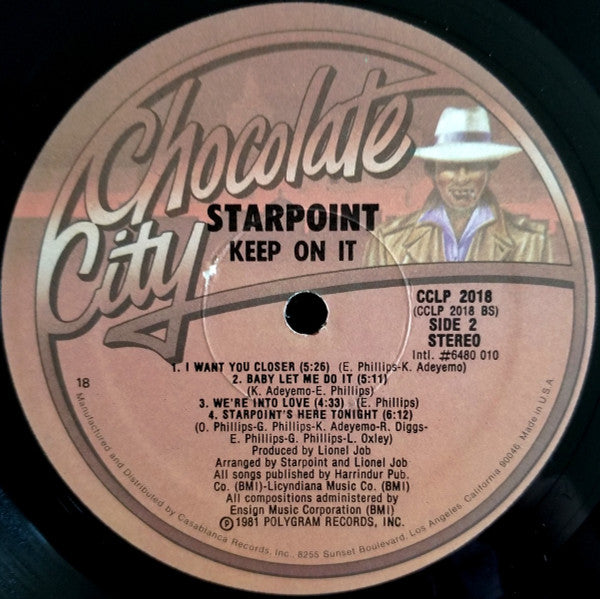 Chocolate
City
STARPOINT
KEEP ON IT
CCLP 2018
(CCLP 2018 BS)
SIDE 2
STEREO
Intl. #6480 010
1. I WANT YOU CLOSER (5:26) (E. Phillips-K. Adeyemo)
2. BABY LET ME DO IT (5:11)
(K. Adeyemo-E. Phillips)
3. WE'RE INTO LOVE (4:33) (E. Phillips)
4. STARPOINT'S HERE TONIGHT (6:12)
(O. Phillips-G. Phillips-K. Adeyemo-R. Diggs-
E. Phillips-G. Phillips-L. Oxley)
Produced by Lionel Job
Arranged by Starpoint and Lionel Job
All songs published by Harrindur Pub.
Co. (BMI)-Licyndiana Music Co. (BMI)
All compositions administered by
Ensign Music Corporation (BMI)
℗1981 POLYGRAM RECORDS, INC.
18
Manufactured and Distributed by Casablanca Records, Inc., 8255 Sunset Boulevard, Los Angeles, California 90046 Made in U.S.A